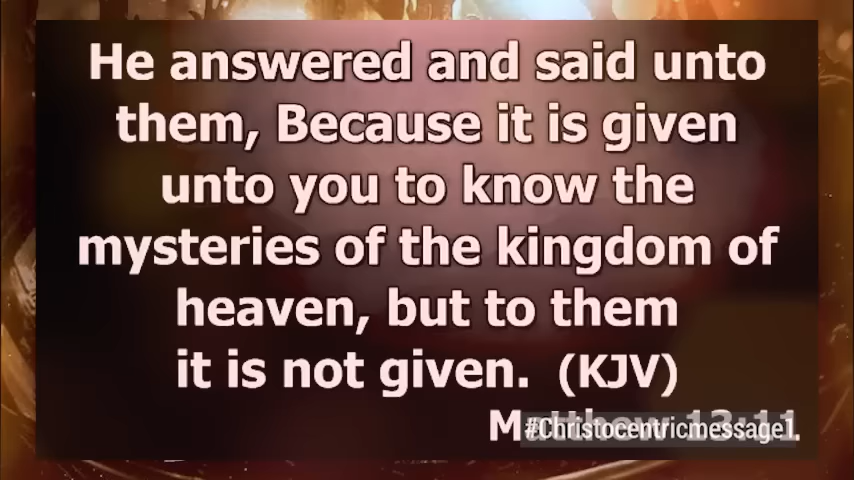 He answered and said unto
them, Because it is given
unto you to know the
mysteries of the kingdom of
heaven, but to them
it is not given. (KJV)
Matthew 13:11
#Christocentricmessage1.